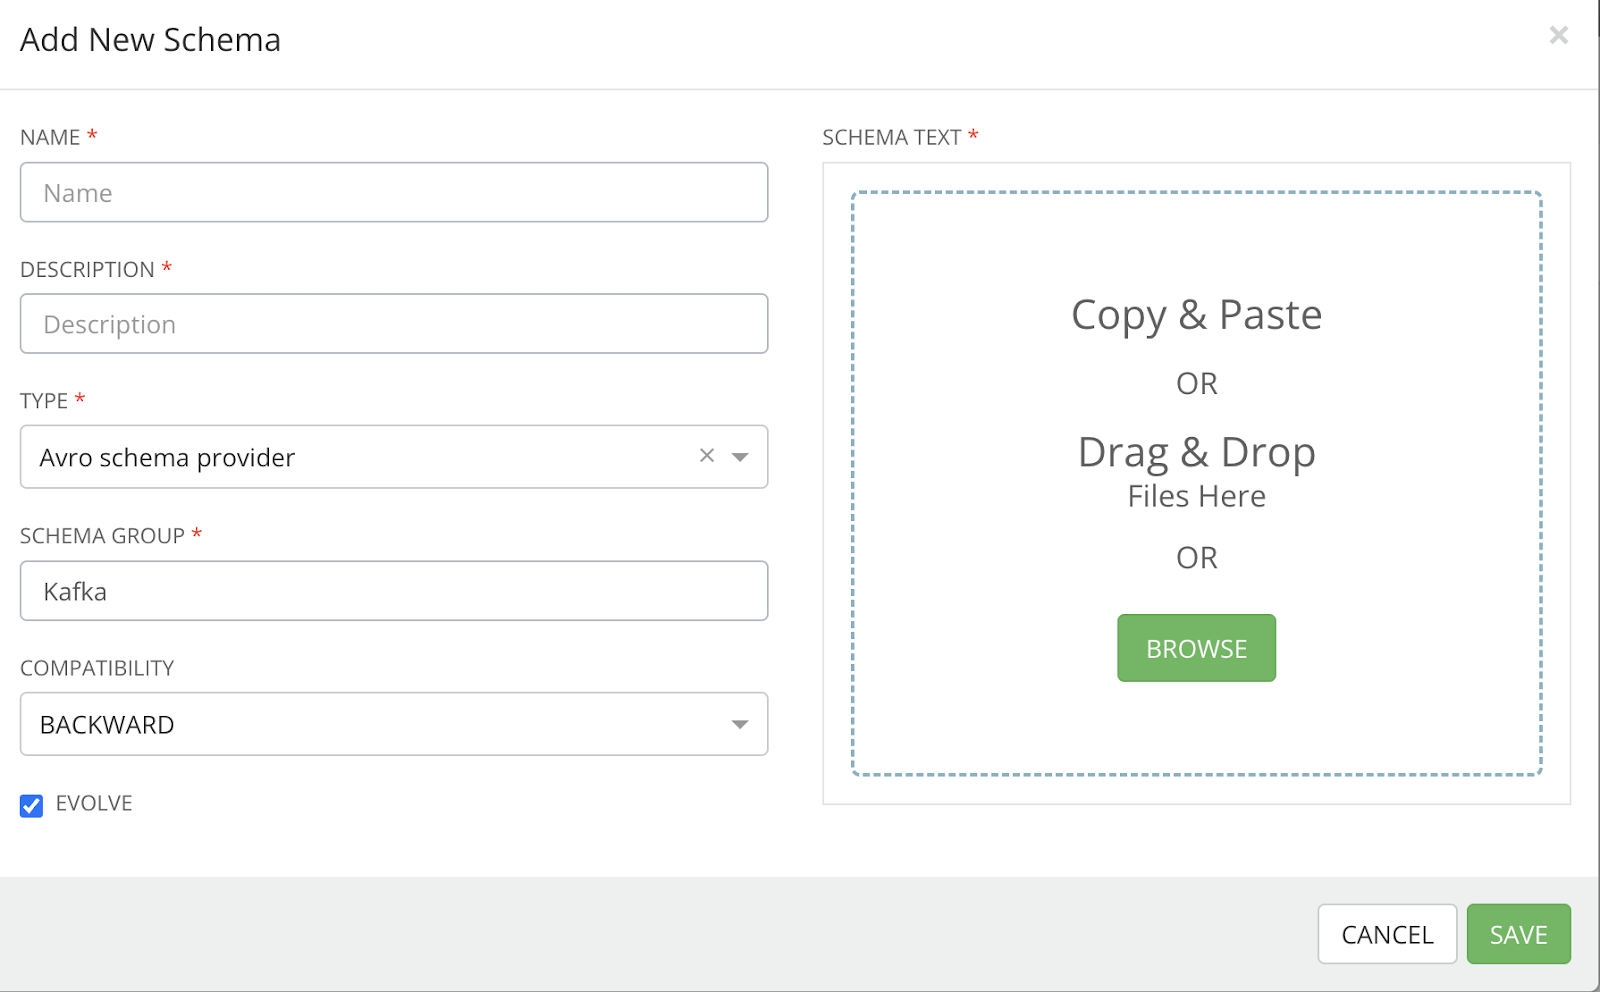 Add New Schema
×
NAME *
Name
DESCRIPTION *
Description
TYPE *
Avro schema provider
×
SCHEMA GROUP *
Kafka
COMPATIBILITY
BACKWARD
EVOLVE
SCHEMA TEXT *
Copy & Paste
OR
Drag & Drop
Files Here
OR
BROWSE
CANCEL
SAVE